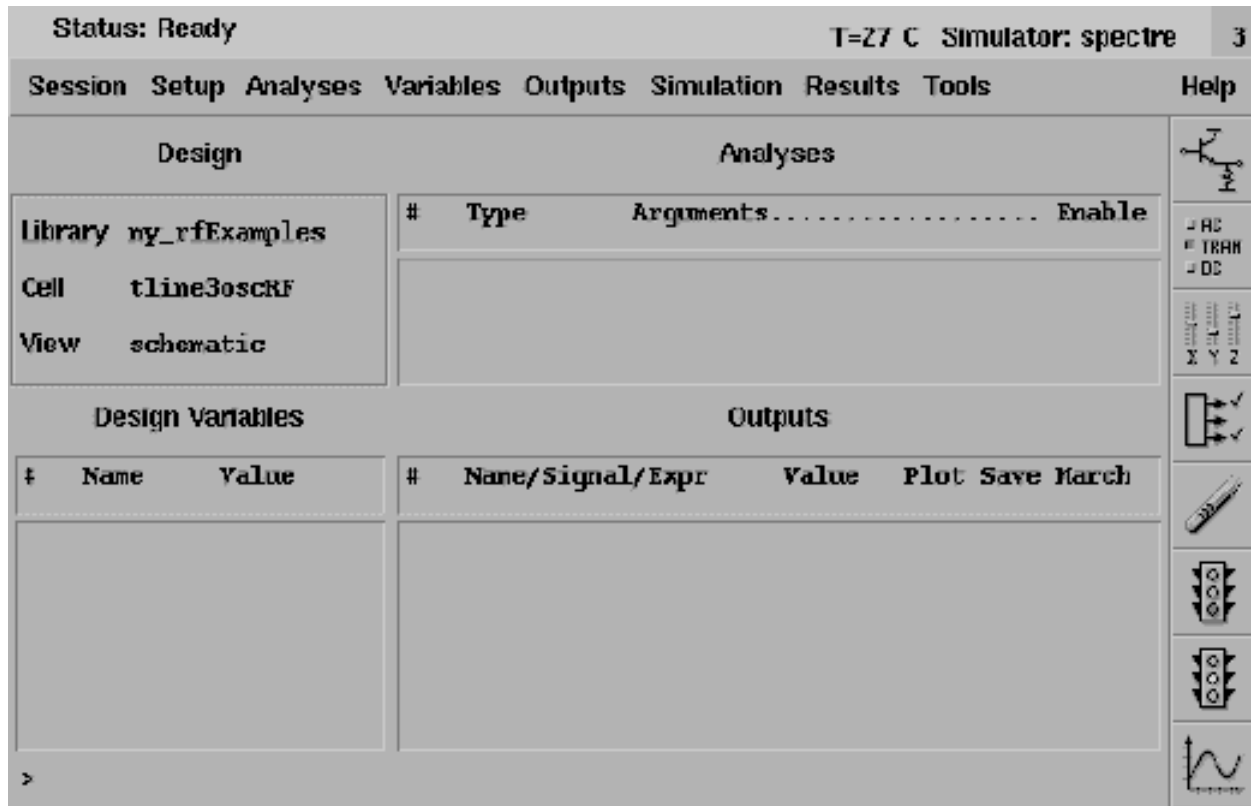 Status: Ready T=27 C Simulator: spectre 3
Session Setup Analyses Variables Outputs Simulation Results Tools Help
Design
Analyses
Library my_rfExamples
Cell tline3oscRF
View schematic
# Type Arguments.................. Enable
Design Variables
Outputs
# Name Value
# Name/Signal/Expr Value Plot Save March
>
AC
TRAN
DC
X Y Z